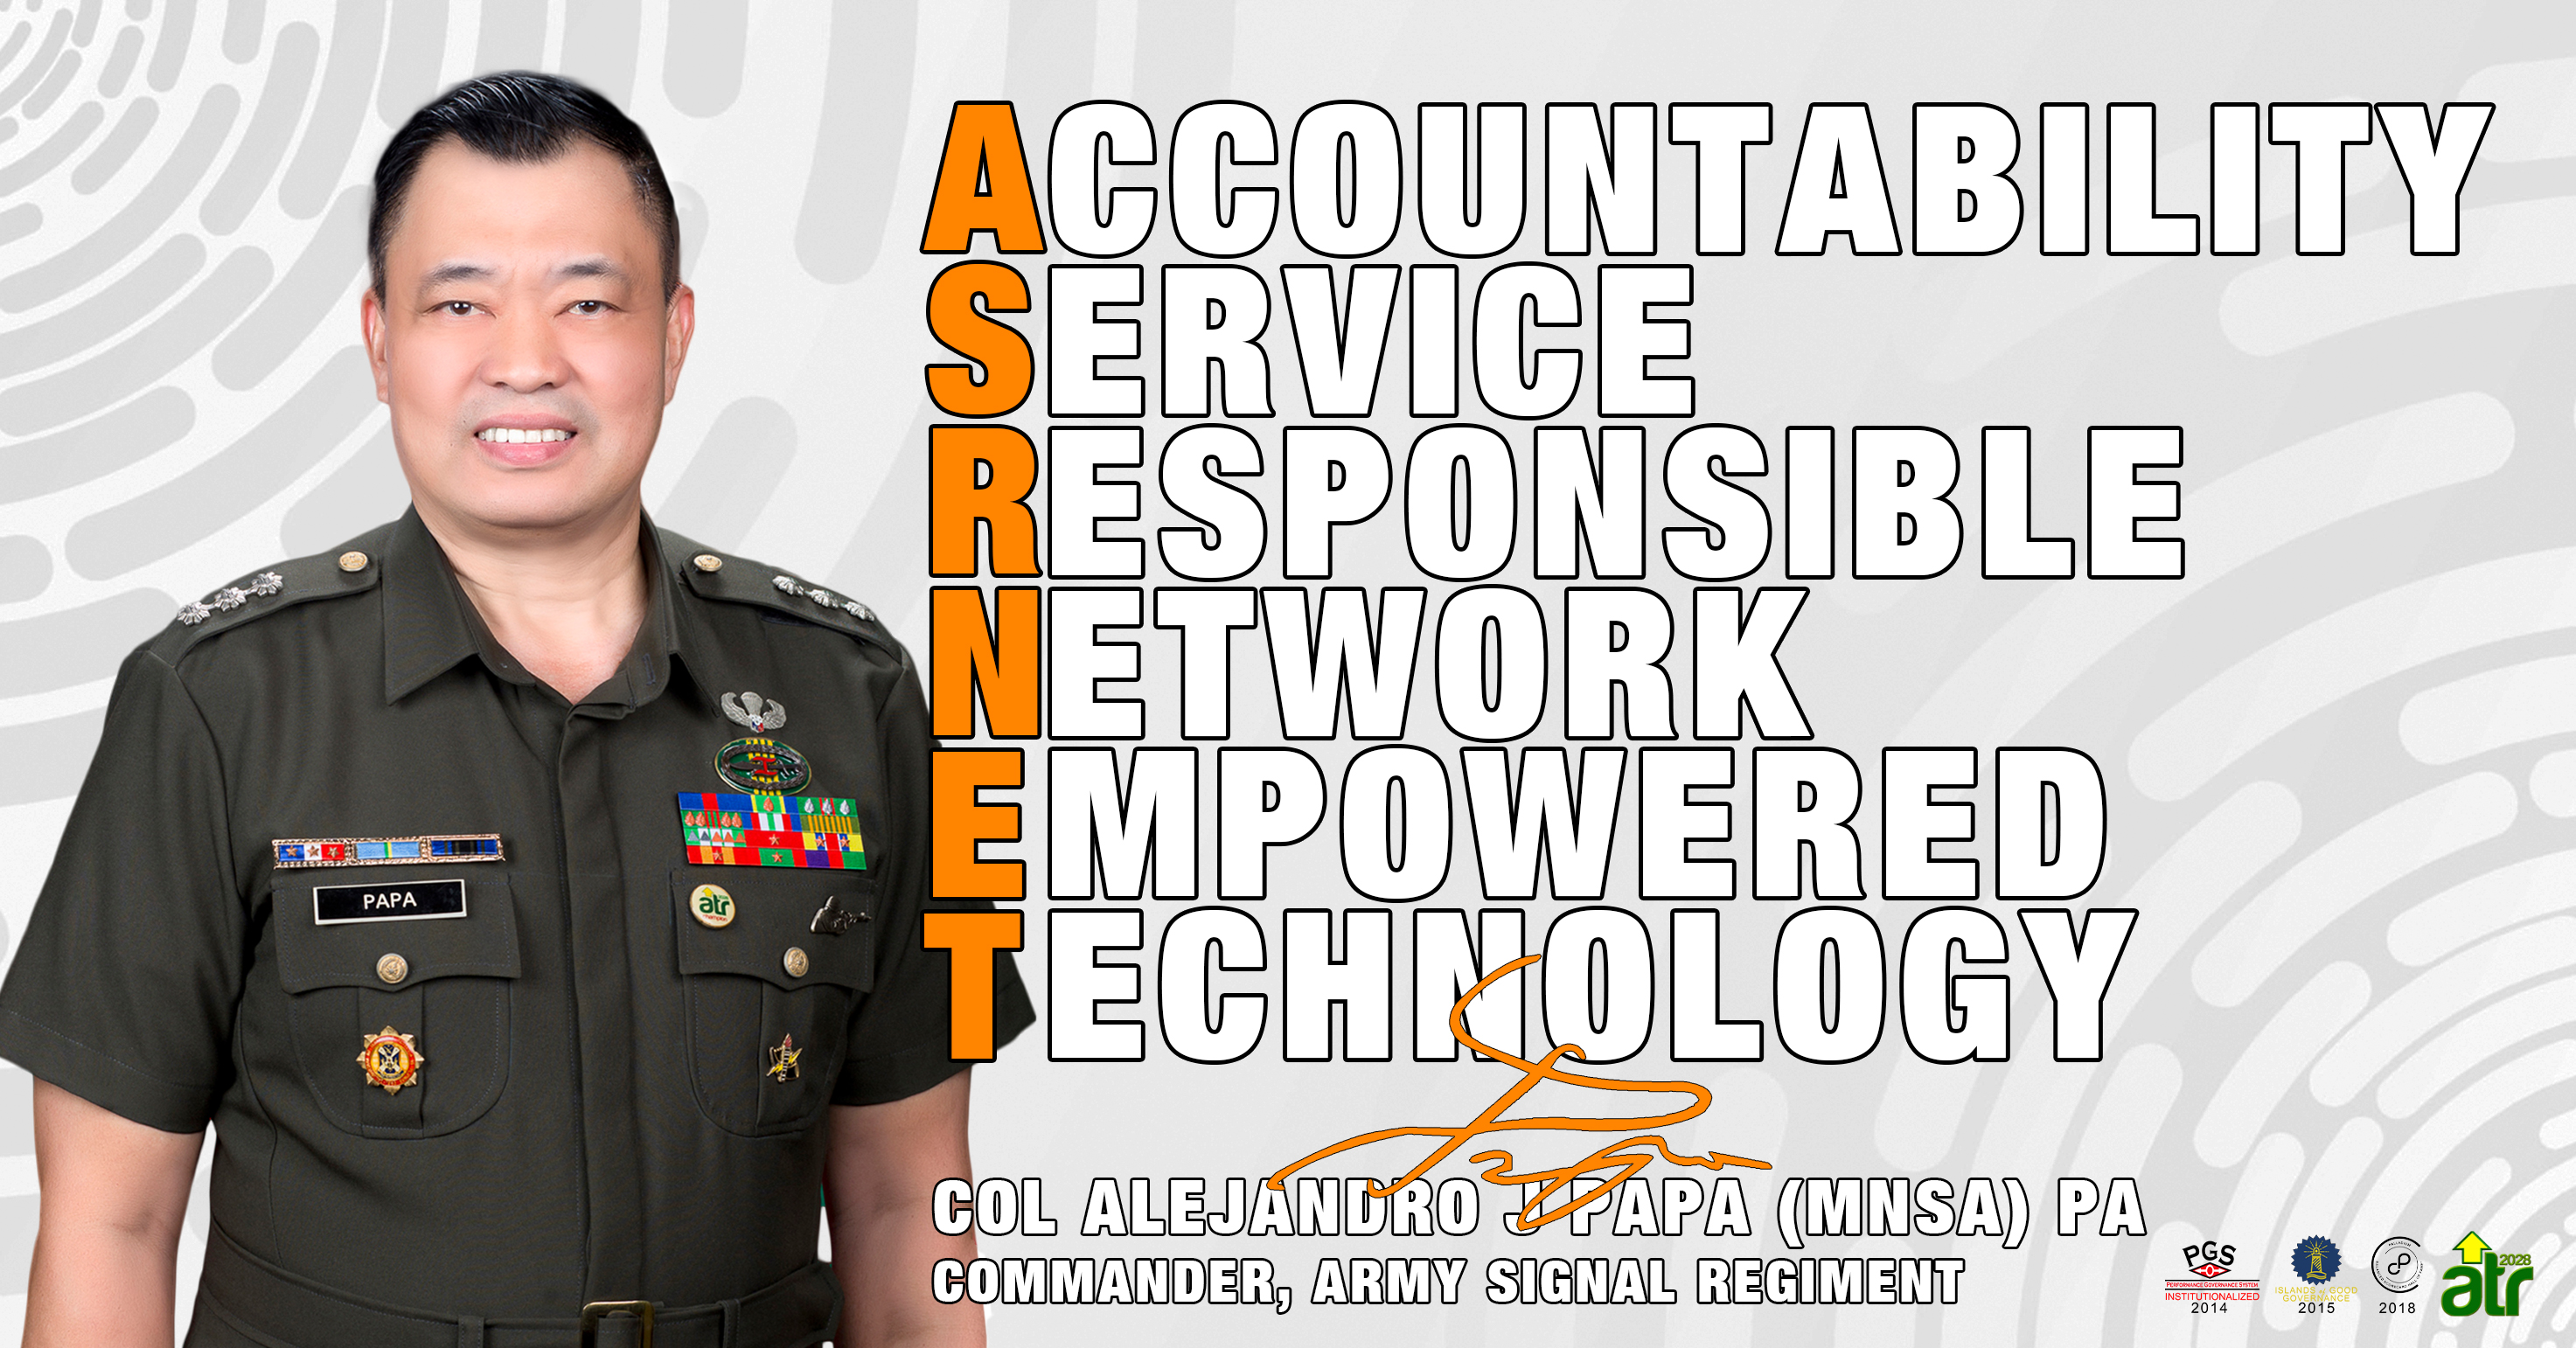 ACCOUNTABILITY
SERVICE
RESPONSIBLE
NETWORK
EMPOWERED
TECHNOLOGY
COL ALEJANDRO J PAPA (MNSA) PA
COMMANDER, ARMY SIGNAL REGIMENT
PAPA
atr
PGS
PERFORMANCE GOVERNANCE SYSTEM
INSTITUTIONALIZED
2014
ISLANDS of GOOD
GOVERNANCE
2015
2018
2028
atr